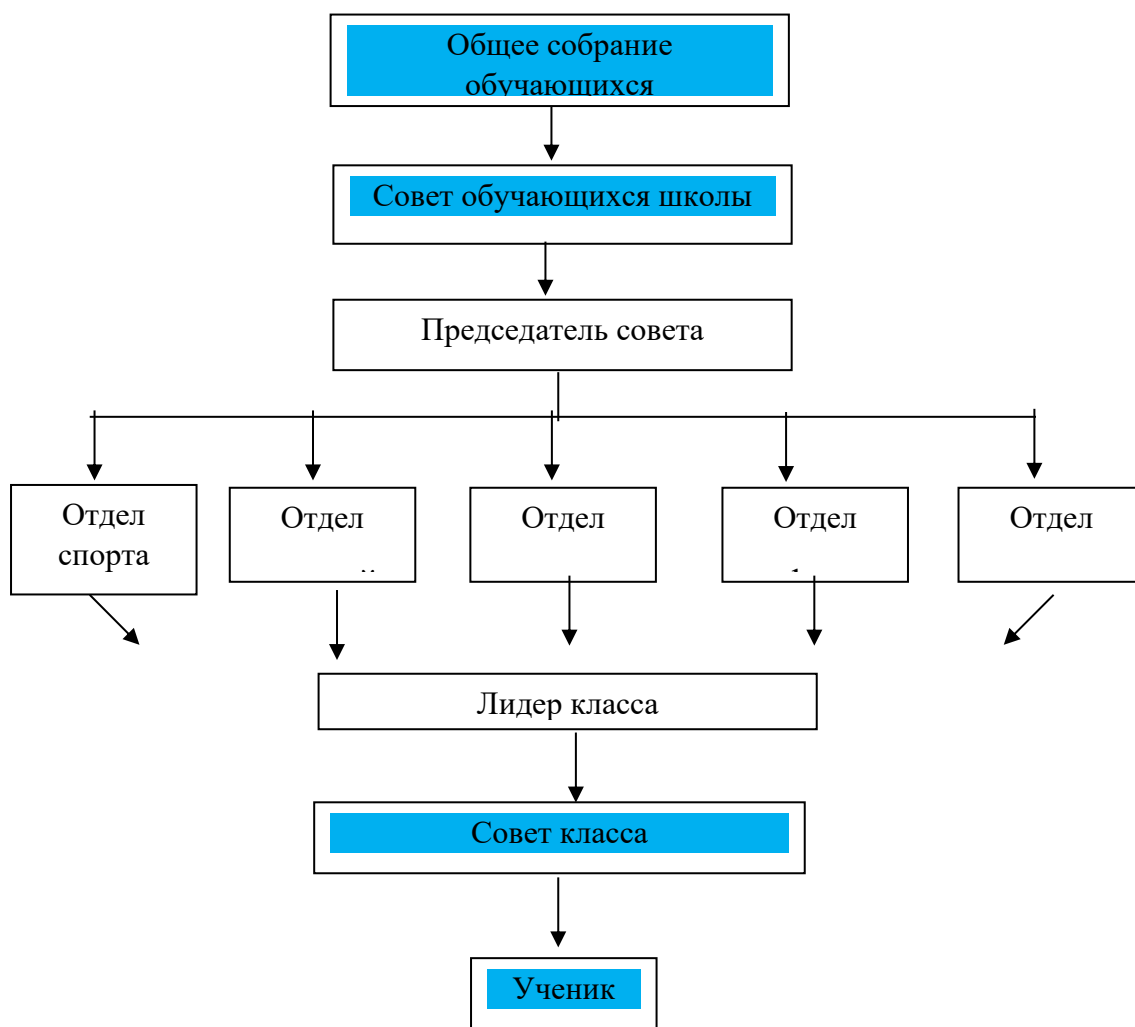 Общее собрание
обучающихся
Совет обучающихся школы
Председатель совета
Отдел
спорта
Отдел
Отдел
Отдел
Отдел
Лидер класса
Совет класса
Ученик